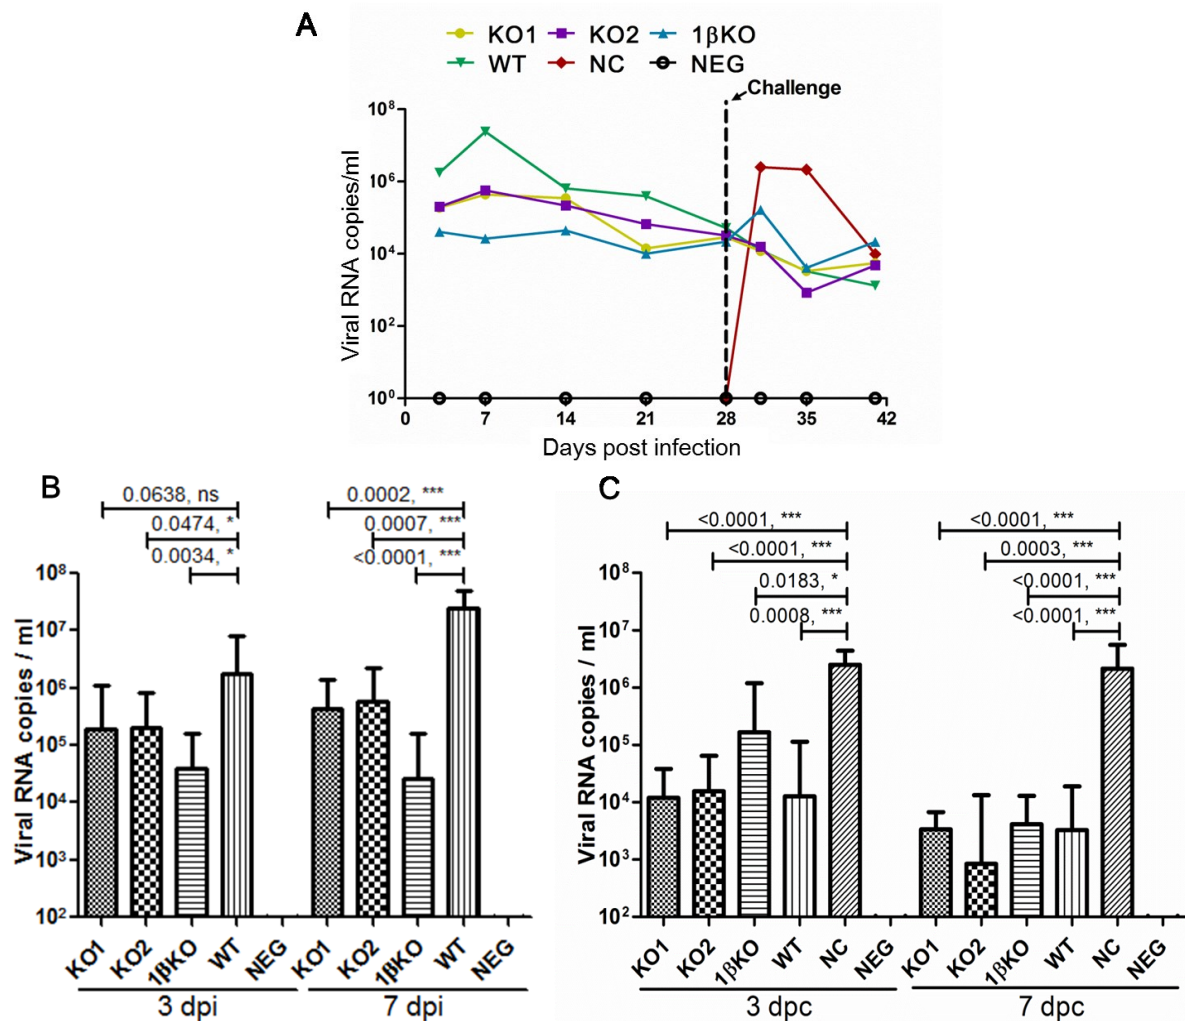 A
KO1 KO2 1βKO
WT NC NEG
Challenge
10⁸
10⁶
10⁴
10²
10⁰
Viral RNA copies/ml
0 7 14 21 28 35 42
Days post infection
B
0.0638, ns
0.0474, *
0.0034, *
0.0002, ***
0.0007, ***
<0.0001, ***
10⁸
10⁷
10⁶
10⁵
10⁴
10³
10²
Viral RNA copies / ml
KO1 KO2 1βKO WT NEG KO1 KO2 1βKO WT NEG
3 dpi 7 dpi
C
<0.0001, ***
<0.0001, ***
0.0183, *
0.0008, ***
<0.0001, ***
0.0003, ***
<0.0001, ***
<0.0001, ***
10⁸
10⁷
10⁶
10⁵
10⁴
10³
10²
Viral RNA copies / ml
KO1 KO2 1βKO WT NC NEG KO1 KO2 1βKO WT NC NEG
3 dpc 7 dpc